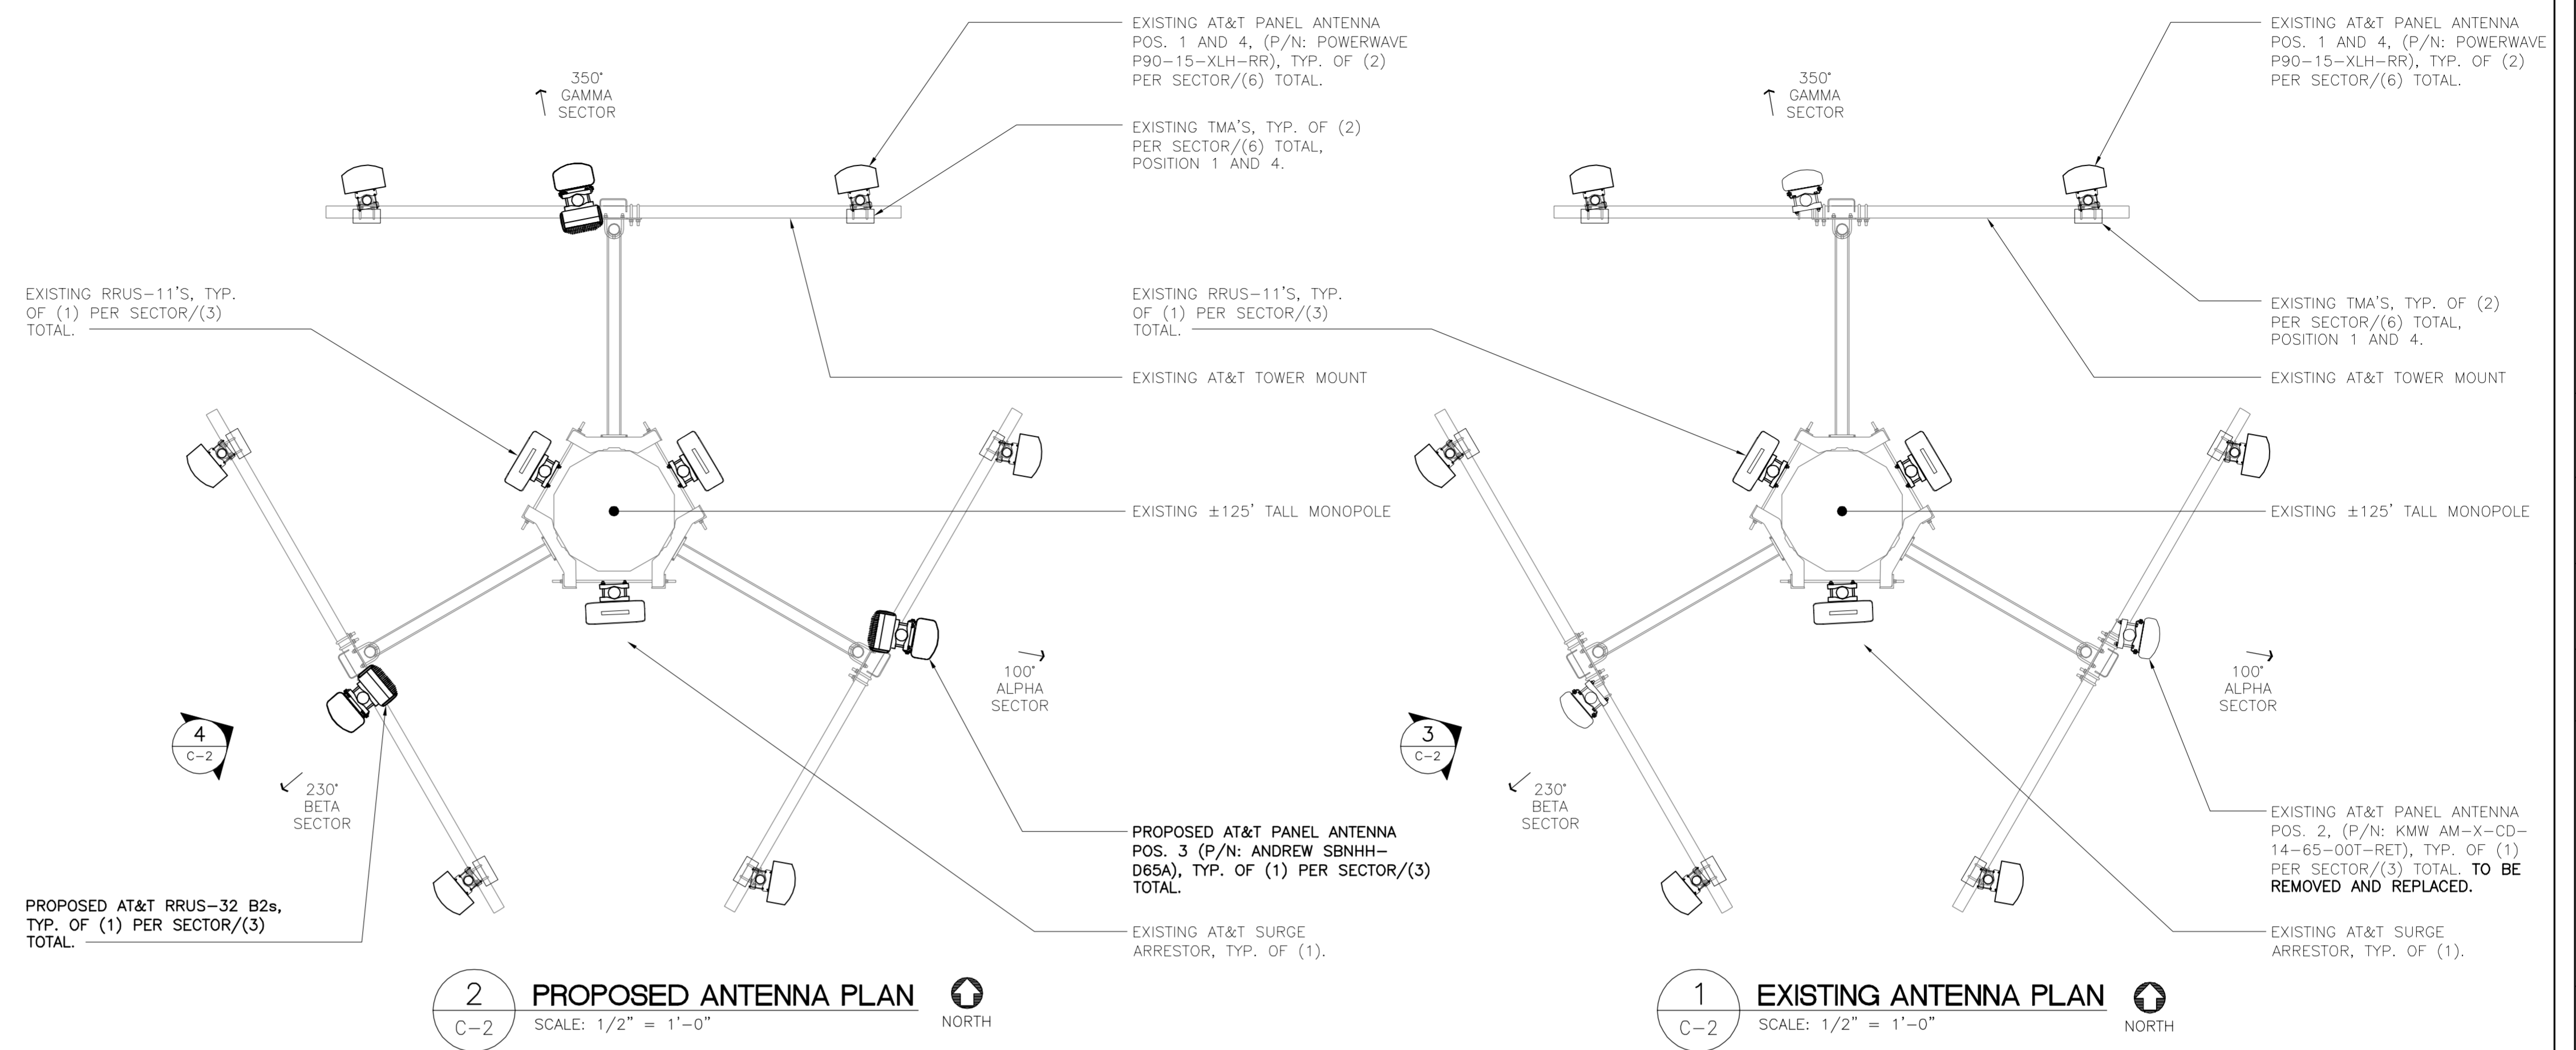 350°
GAMMA
SECTOR
EXISTING AT&T PANEL ANTENNA
POS. 1 AND 4, (P/N: POWERWAVE
P90-15-XLH-RR), TYP. OF (2)
PER SECTOR/(6) TOTAL.
EXISTING TMA'S, TYP. OF (2)
PER SECTOR/(6) TOTAL,
POSITION 1 AND 4.
EXISTING RRUS-11'S, TYP.
OF (1) PER SECTOR/(3)
TOTAL.
EXISTING AT&T TOWER MOUNT
EXISTING ±125' TALL MONOPOLE
100°
ALPHA
SECTOR
4
C-2
230°
BETA
SECTOR
PROPOSED AT&T PANEL ANTENNA
POS. 3 (P/N: ANDREW SBNHH-
D65A), TYP. OF (1) PER SECTOR/(3)
TOTAL.
PROPOSED AT&T RRUS-32 B2s,
TYP. OF (1) PER SECTOR/(3)
TOTAL.
EXISTING AT&T SURGE
ARRESTOR, TYP. OF (1).
2
C-2
PROPOSED ANTENNA PLAN
SCALE: 1/2" = 1'-0"
NORTH
350°
GAMMA
SECTOR
EXISTING AT&T PANEL ANTENNA
POS. 1 AND 4, (P/N: POWERWAVE
P90-15-XLH-RR), TYP. OF (2)
PER SECTOR/(6) TOTAL.
EXISTING RRUS-11'S, TYP.
OF (1) PER SECTOR/(3)
TOTAL.
EXISTING TMA'S, TYP. OF (2)
PER SECTOR/(6) TOTAL,
POSITION 1 AND 4.
EXISTING AT&T TOWER MOUNT
EXISTING ±125' TALL MONOPOLE
100°
ALPHA
SECTOR
3
C-2
230°
BETA
SECTOR
EXISTING AT&T PANEL ANTENNA
POS. 2, (P/N: KMW AM-X-CD-
14-65-00T-RET), TYP. OF (1)
PER SECTOR/(3) TOTAL. TO BE
REMOVED AND REPLACED.
EXISTING AT&T SURGE
ARRESTOR, TYP. OF (1).
1
C-2
EXISTING ANTENNA PLAN
SCALE: 1/2" = 1'-0"
NORTH